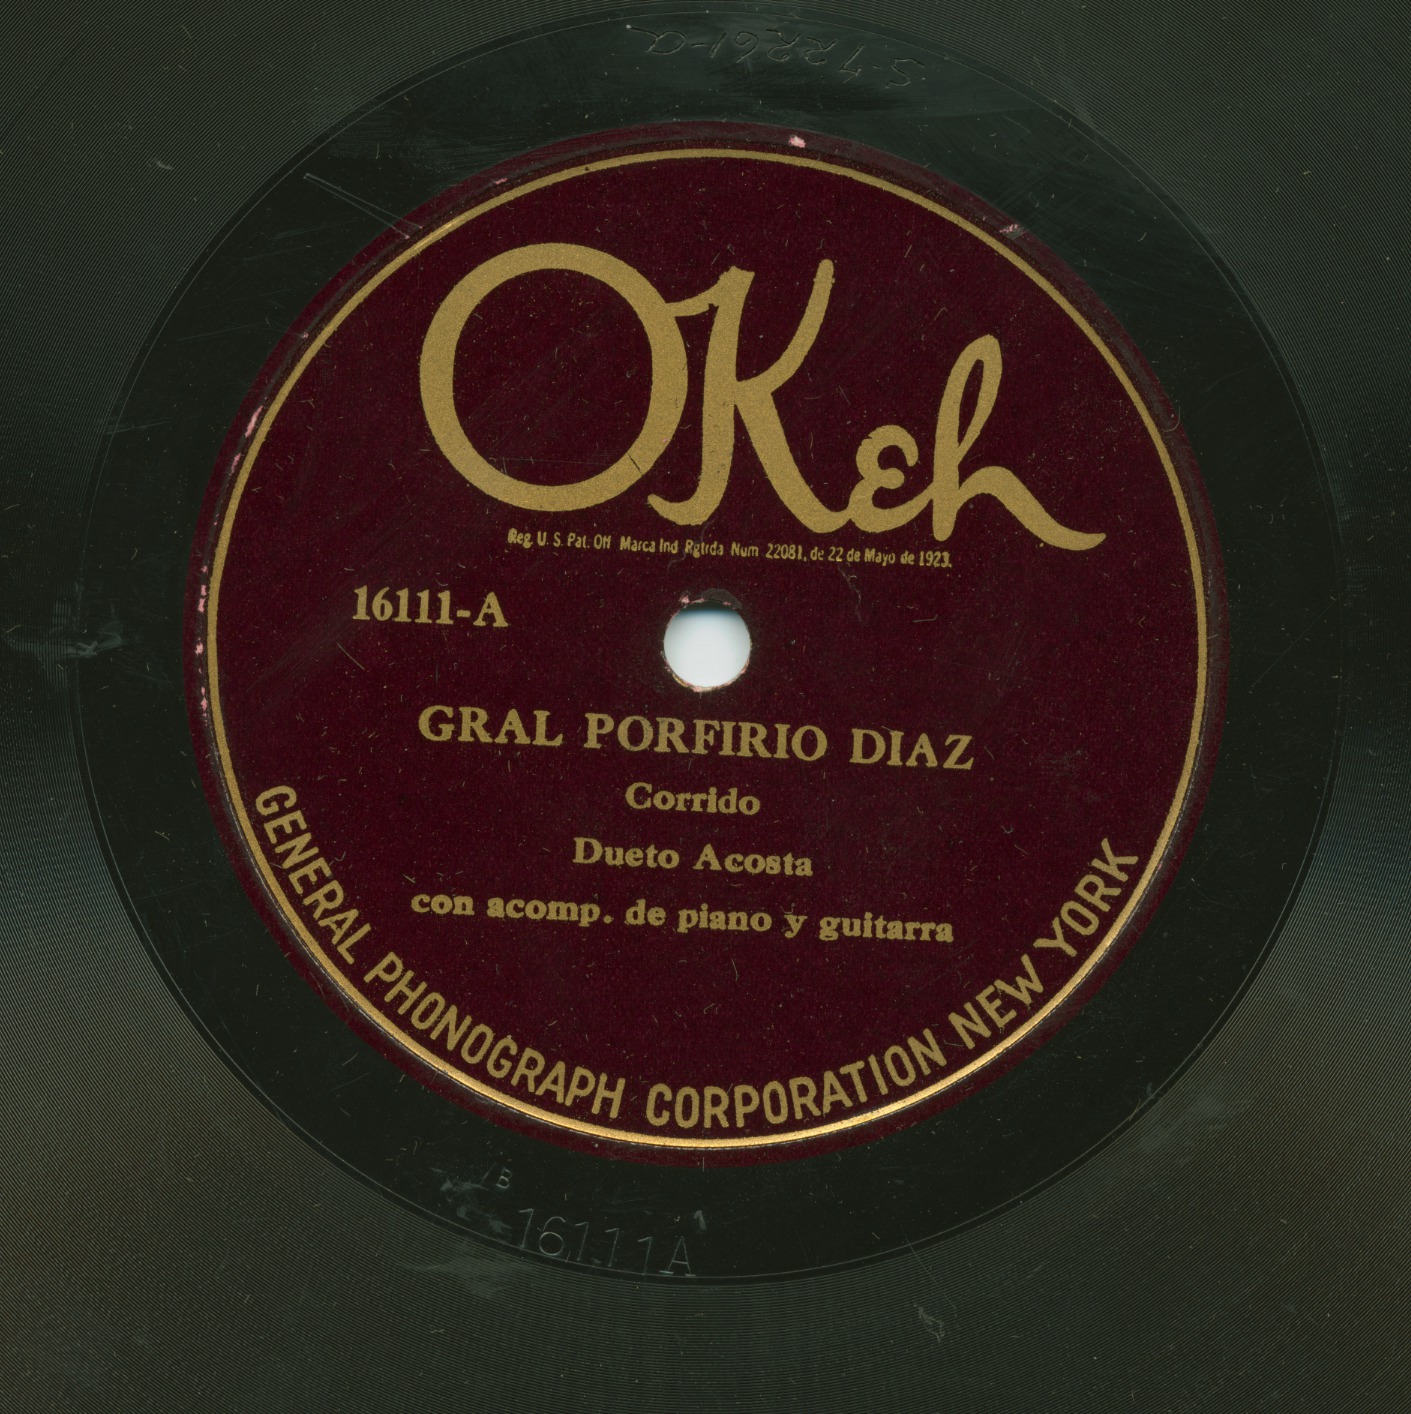 S-72261-a
OKeh
Reg. U. S. Pat. Off Marca Ind Rgtrda Num 22081, de 22 de Mayo de 1923.
16111-A
GRAL PORFIRIO DIAZ
Corrido
Dueto Acosta
con acomp. de piano y guitarra
GENERAL PHONOGRAPH CORPORATION NEW YORK
B
16111A